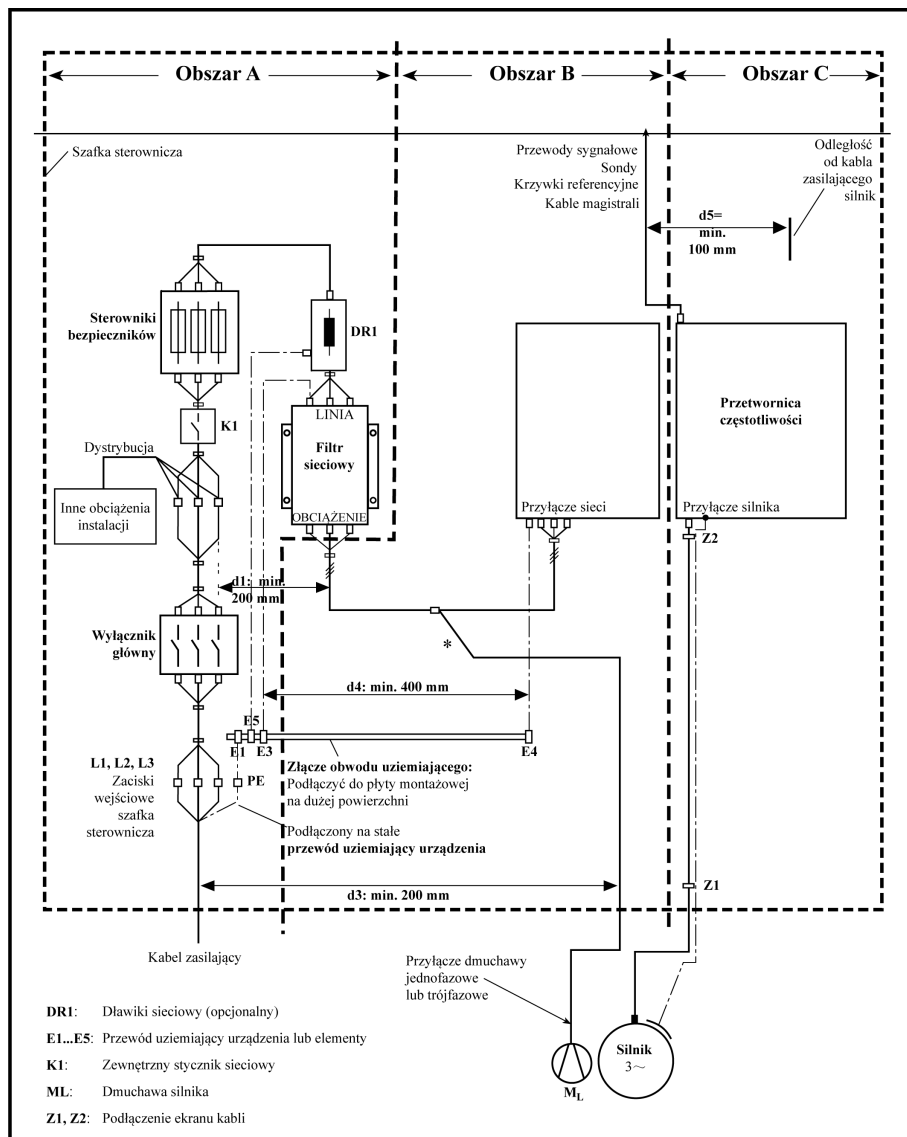 Obszar A
Obszar B
Obszar C
Szafka sterownicza
Przewody sygnałowe
Sondy
Krzywki referencyjne
Kable magistrali
Odległość
od kabla
zasilającego
silnik
d5=
min.
100 mm
Sterowniki
bezpieczników
DR1
LINIA
Filtr
sieciowy
OBCIĄŻENIE
K1
Dystrybucja
Inne obciążenia
instalacji
Przyłącze sieci
Przetwornica
częstotliwości
Przyłącze silnika
Z2
d1: min.
200 mm
Wyłącznik
główny
*
d4: min. 400 mm
E5
E1
E3
E4
L1, L2, L3
Zaciski
wejściowe
szafka
sterownicza
PE
Złącze obwodu uziemiającego:
Podłączyć do płyty montażowej
na dużej powierzchni
Podłączony na stałe
przewód uziemiający urządzenia
d3: min. 200 mm
Z1
Kabel zasilający
Przyłącze dmuchawy
jednofazowe
lub trójfazowe
ML
Silnik
3~
DR1: Dławiki sieciowy (opcjonalny)
E1...E5: Przewód uziemiający urządzenia lub elementy
K1: Zewnętrzny stycznik sieciowy
ML: Dmuchawa silnika
Z1, Z2: Podłączenie ekranu kabli